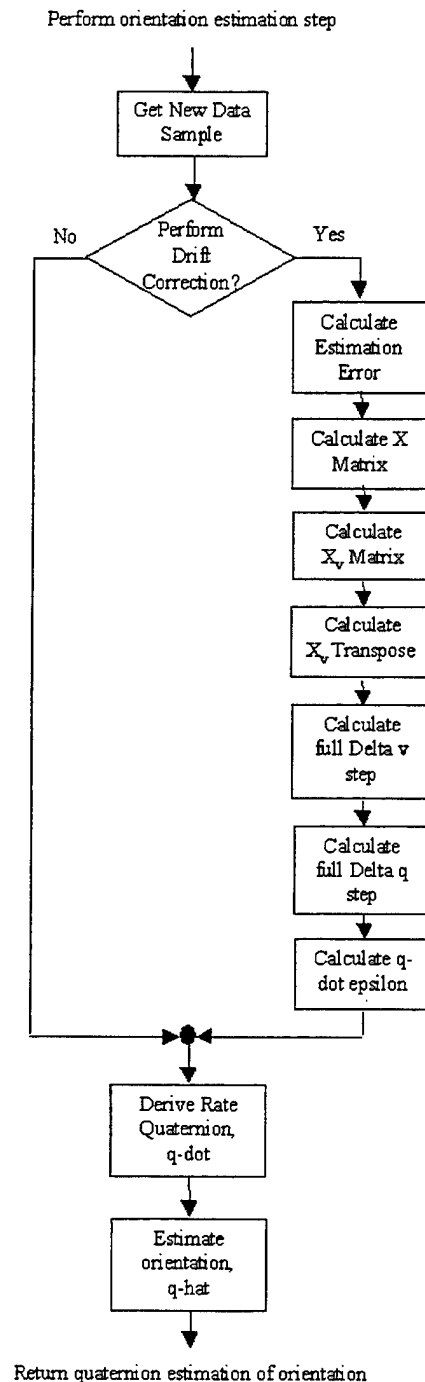 Perform orientation estimation step
Get New Data
Sample
No
Perform
Drift
Correction?
Yes
Calculate
Estimation
Error
Calculate X
Matrix
Calculate
Xv Matrix
Calculate
Xv Transpose
Calculate
full Delta v
step
Calculate
full Delta q
step
Calculate q-
dot epsilon
Derive Rate
Quaternion,
q-dot
Estimate
orientation,
q-hat
Return quaternion estimation of orientation